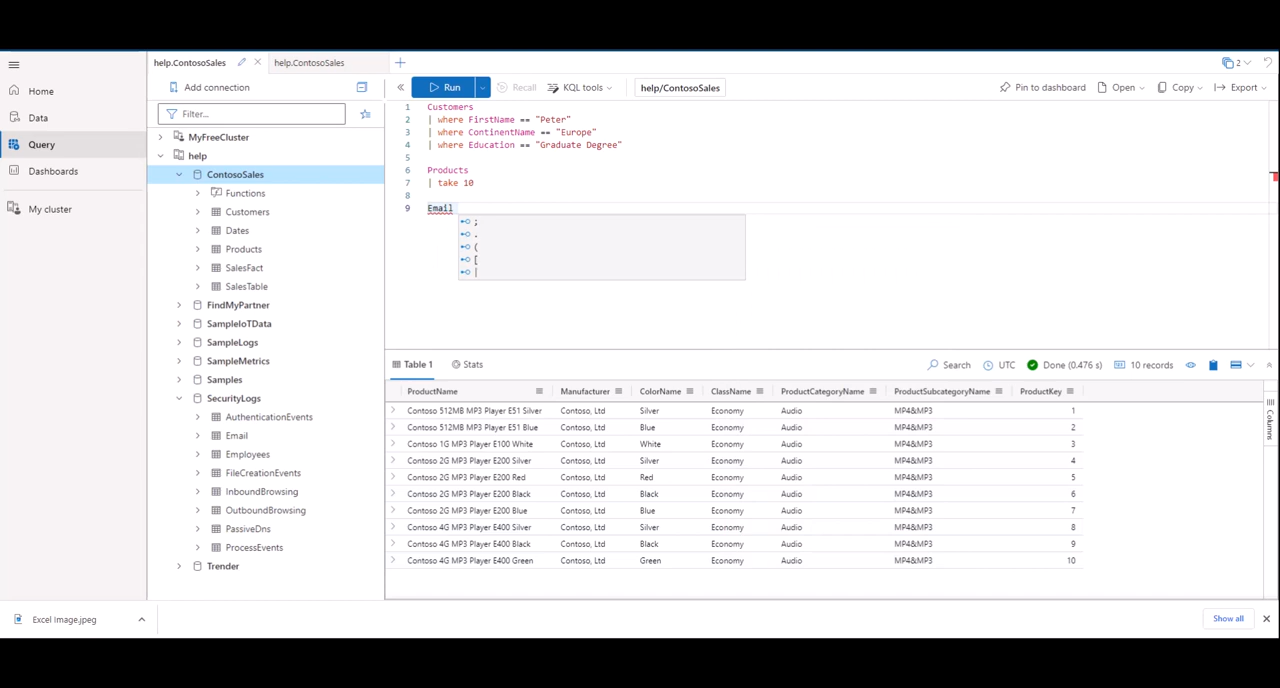 help.ContosoSales
help.ContosoSales
Home
Data
Query
Dashboards
My cluster
Add connection
Filter...
MyFreeCluster
help
ContosoSales
Functions
Customers
Dates
Products
SalesFact
SalesTable
FindMyPartner
SampleIoTData
SampleLogs
SampleMetrics
Samples
SecurityLogs
AuthenticationEvents
Email
Employees
FileCreationEvents
InboundBrowsing
OutboundBrowsing
PassiveDns
ProcessEvents
Trender
Run Recall KQL tools help/ContosoSales Pin to dashboard Open Copy Export
2
1 Customers
2 | where FirstName == "Peter"
3 | where ContinentName == "Europe"
4 | where Education == "Graduate Degree"
5
6 Products
7 | take 10
8
9 Email
;
.
(
[
|
Table 1 Stats Search UTC Done (0.476 s) 10 records
ProductName Manufacturer ColorName ClassName ProductCategoryName ProductSubcategoryName ProductKey
Contoso 512MB MP3 Player E51 Silver Contoso, Ltd Silver Economy Audio MP4&MP3 1
Contoso 512MB MP3 Player E51 Blue Contoso, Ltd Blue Economy Audio MP4&MP3 2
Contoso 1G MP3 Player E100 White Contoso, Ltd White Economy Audio MP4&MP3 3
Contoso 2G MP3 Player E200 Silver Contoso, Ltd Silver Economy Audio MP4&MP3 4
Contoso 2G MP3 Player E200 Red Contoso, Ltd Red Economy Audio MP4&MP3 5
Contoso 2G MP3 Player E200 Black Contoso, Ltd Black Economy Audio MP4&MP3 6
Contoso 2G MP3 Player E200 Blue Contoso, Ltd Blue Economy Audio MP4&MP3 7
Contoso 4G MP3 Player E400 Silver Contoso, Ltd Silver Economy Audio MP4&MP3 8
Contoso 4G MP3 Player E400 Black Contoso, Ltd Black Economy Audio MP4&MP3 9
Contoso 4G MP3 Player E400 Green Contoso, Ltd Green Economy Audio MP4&MP3 10
Columns
Excel Image.jpeg
Show all